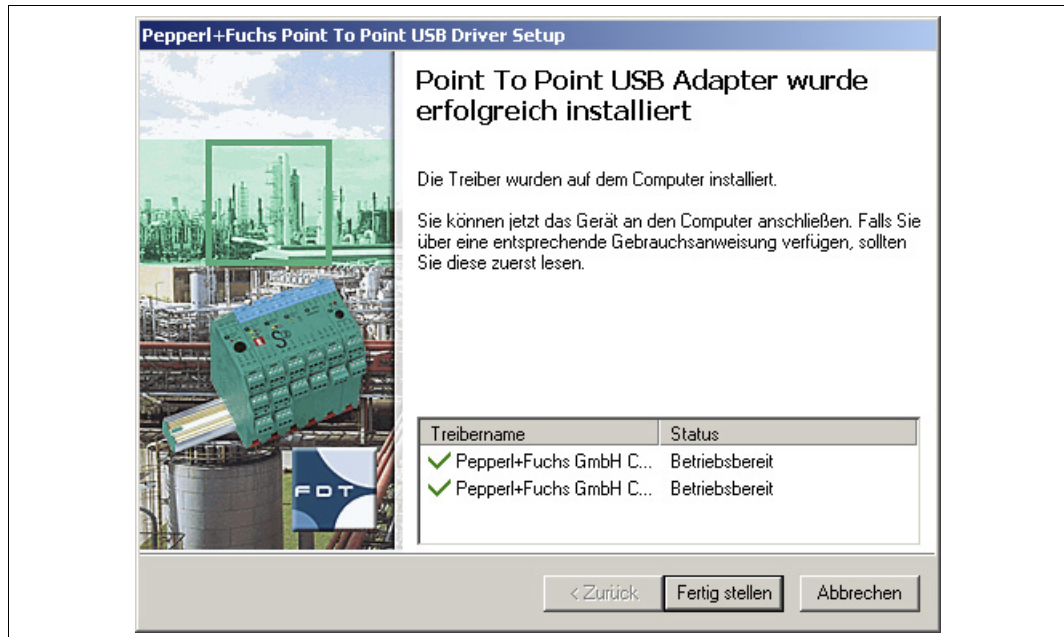 Pepperl+Fuchs Point To Point USB Driver Setup
Point To Point USB Adapter wurde
erfolgreich installiert
Die Treiber wurden auf dem Computer installiert.
Sie können jetzt das Gerät an den Computer anschließen. Falls Sie
über eine entsprechende Gebrauchsanweisung verfügen, sollten
Sie diese zuerst lesen.
Treibername Status
Pepperl+Fuchs GmbH C... Betriebsbereit
Pepperl+Fuchs GmbH C... Betriebsbereit
FDT
< Zurück Fertig stellen Abbrechen